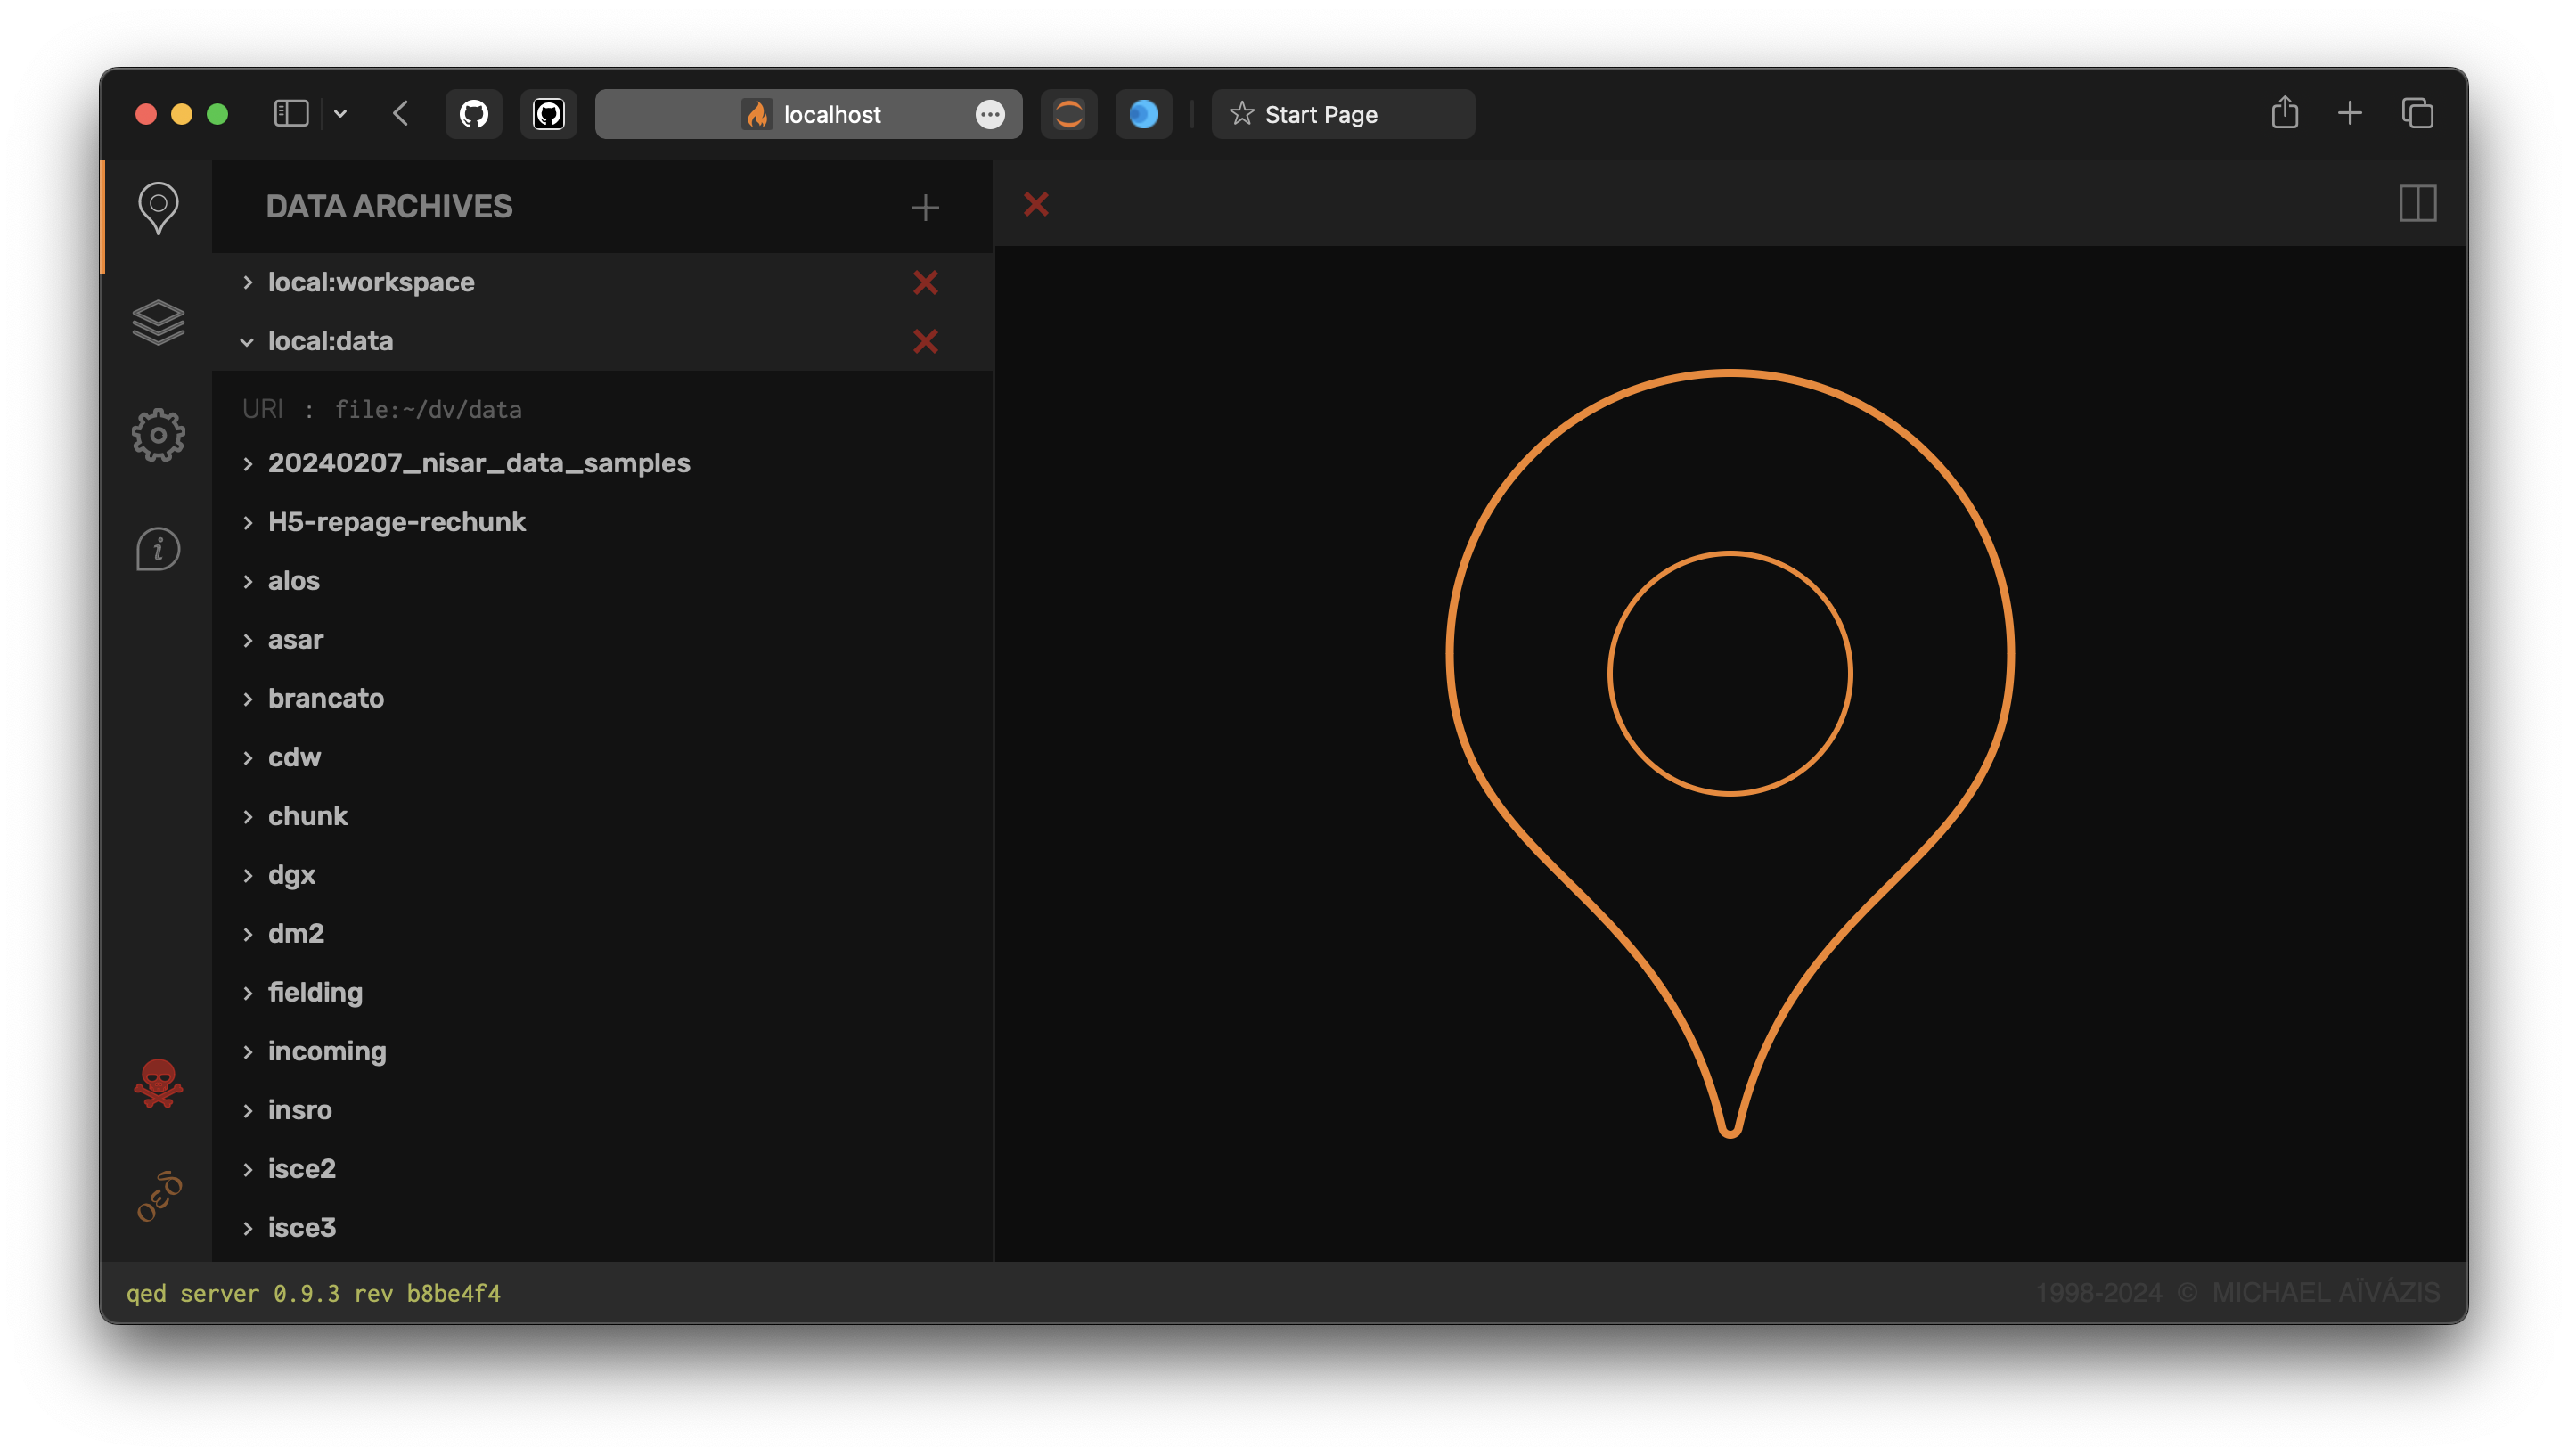 localhost
Start Page
DATA ARCHIVES
local:workspace
local:data
URI : file:~/dv/data
20240207_nisar_data_samples
H5-repage-rechunk
alos
asar
brancato
cdw
chunk
dgx
dm2
fielding
incoming
insro
isce2
isce3
οεδ
qed server 0.9.3 rev b8be4f4
1998-2024 © MICHAEL AÏVÁZIS